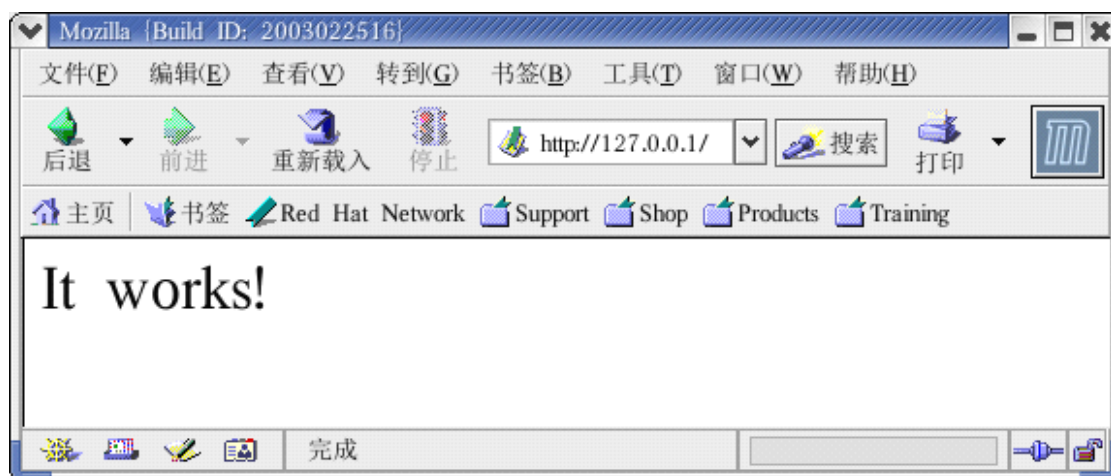 Mozilla {Build ID: 2003022516}
文件(F) 编辑(E) 查看(V) 转到(G) 书签(B) 工具(T) 窗口(W) 帮助(H)
后退 前进 重新载入 停止 http://127.0.0.1/ 搜索 打印
主页 书签 Red Hat Network Support Shop Products Training
It works!
完成